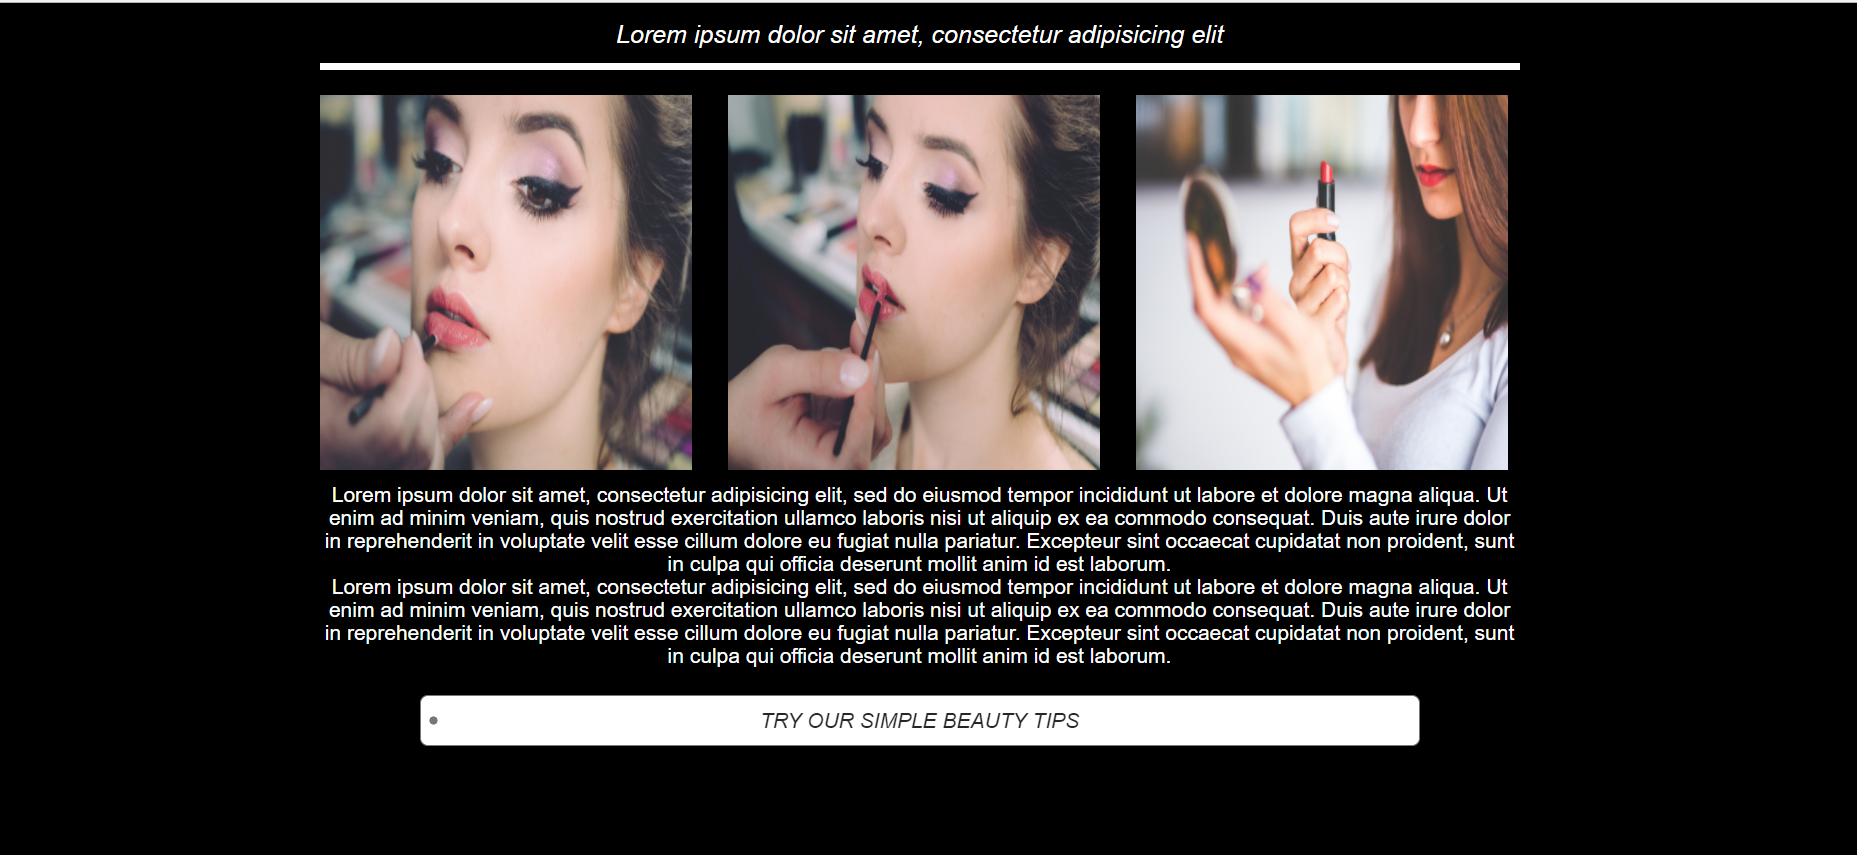 Lorem ipsum dolor sit amet, consectetur adipisicing elit
Lorem ipsum dolor sit amet, consectetur adipisicing elit, sed do eiusmod tempor incididunt ut labore et dolore magna aliqua. Ut
enim ad minim veniam, quis nostrud exercitation ullamco laboris nisi ut aliquip ex ea commodo consequat. Duis aute irure dolor
in reprehenderit in voluptate velit esse cillum dolore eu fugiat nulla pariatur. Excepteur sint occaecat cupidatat non proident, sunt
in culpa qui officia deserunt mollit anim id est laborum.
Lorem ipsum dolor sit amet, consectetur adipisicing elit, sed do eiusmod tempor incididunt ut labore et dolore magna aliqua. Ut
enim ad minim veniam, quis nostrud exercitation ullamco laboris nisi ut aliquip ex ea commodo consequat. Duis aute irure dolor
in reprehenderit in voluptate velit esse cillum dolore eu fugiat nulla pariatur. Excepteur sint occaecat cupidatat non proident, sunt
in culpa qui officia deserunt mollit anim id est laborum.
TRY OUR SIMPLE BEAUTY TIPS